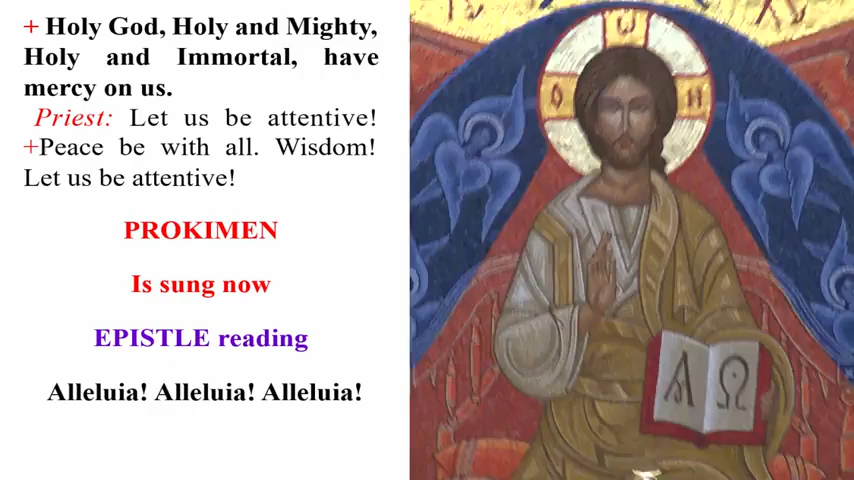 + Holy God, Holy and Mighty,
Holy and Immortal, have
mercy on us.
Priest: Let us be attentive!
+Peace be with all. Wisdom!
Let us be attentive!
PROKIMEN
Is sung now
EPISTLE reading
Alleluia! Alleluia! Alleluia!
Ο Ω Η
Α Ω